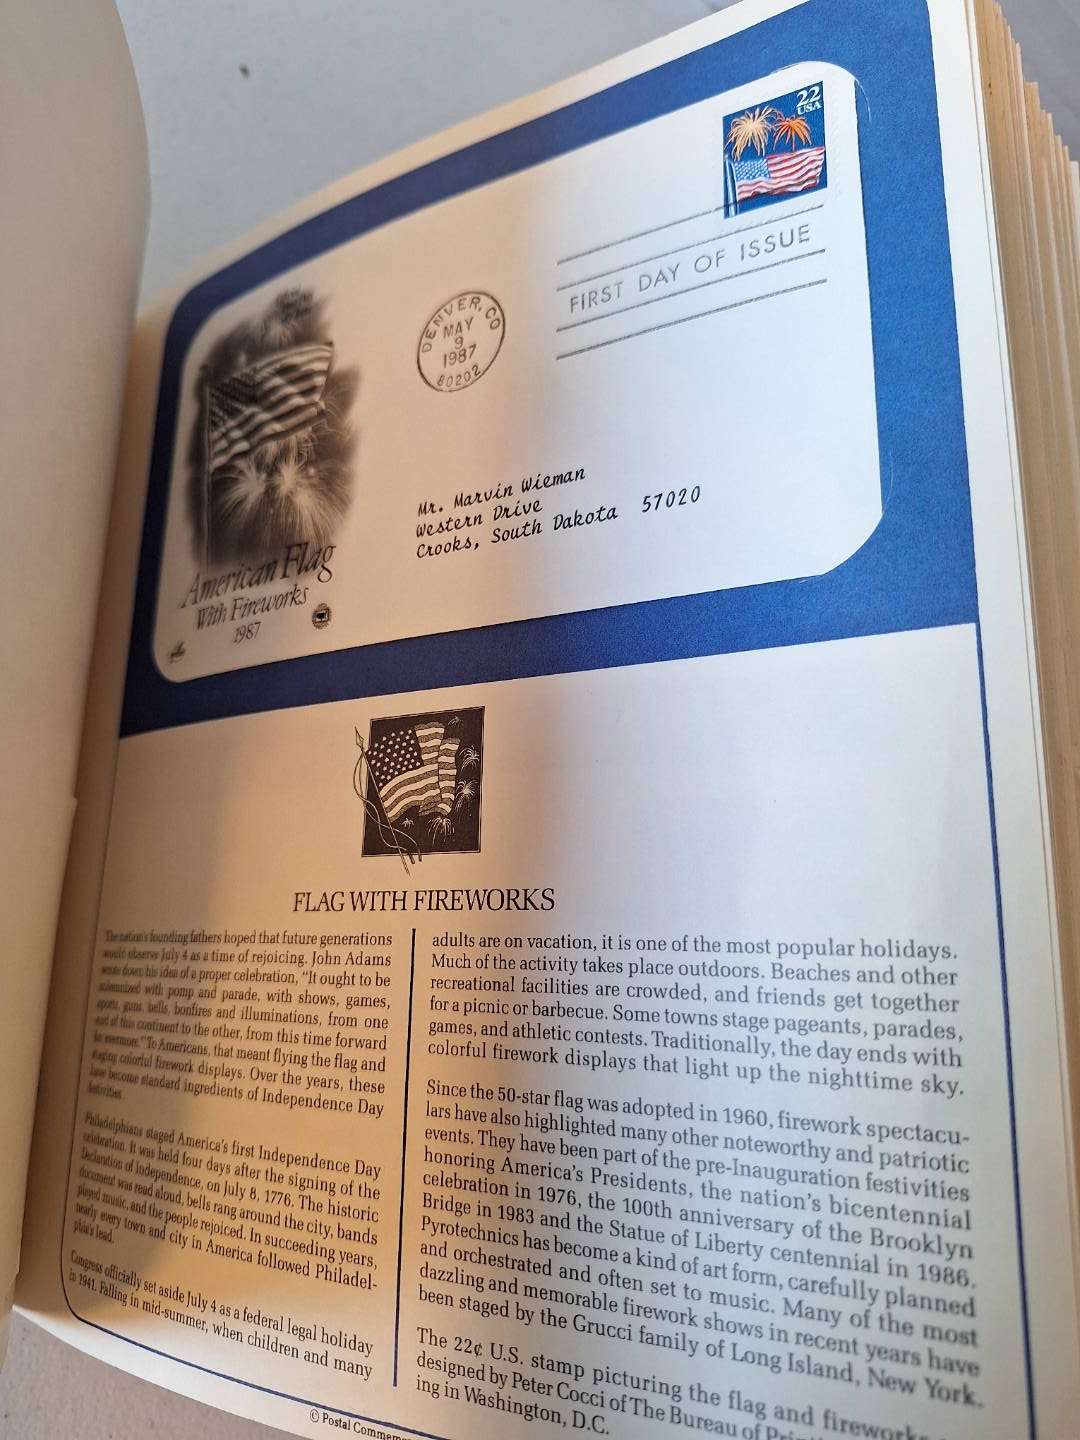 22
USA
FIRST DAY OF ISSUE
DENVER, CO
MAY
9
1987
80202
Mr. Marvin Wieman
Western Drive
Crooks, South Dakota 57020
American Flag
With Fireworks
1987
FLAG WITH FIREWORKS
The nation's founding fathers hoped that future generations
would observe July 4 as a time of rejoicing. John Adams
wrote down his idea of a proper celebration, "It ought to be
solemnized with pomp and parade, with shows, games,
sports, guns, bells, bonfires and illuminations, from one
end of this continent to the other, from this time forward
for evermore." To Americans, that meant flying the flag and
staging colorful firework displays. Over the years, these
have become standard ingredients of Independence Day
festivities.
Philadelphians staged America's first Independence Day
celebration. It was held four days after the signing of the
Declaration of Independence, on July 8, 1776. The historic
document was read aloud, bells rang around the city, bands
played music, and the people rejoiced. In succeeding years,
nearly every town and city in America followed Philadel-
phia's lead.
Congress officially set aside July 4 as a federal legal holiday
in 1941. Falling in mid-summer, when children and many
adults are on vacation, it is one of the most popular holidays.
Much of the activity takes place outdoors. Beaches and other
recreational facilities are crowded, and friends get together
for a picnic or barbecue. Some towns stage pageants, parades,
games, and athletic contests. Traditionally, the day ends with
colorful firework displays that light up the nighttime sky.
Since the 50-star flag was adopted in 1960, firework spectacu-
lars have also highlighted many other noteworthy and patriotic
events. They have been part of the pre-Inauguration festivities
honoring America's Presidents, the nation's bicentennial
celebration in 1976, the 100th anniversary of the Brooklyn
Bridge in 1983 and the Statue of Liberty centennial in 1986.
Pyrotechnics has become a kind of art form, carefully planned
and orchestrated and often set to music. Many of the most
dazzling and memorable firework shows in recent years have
been staged by the Grucci family of Long Island, New York.
The 22¢ U.S. stamp picturing the flag and fireworks
designed by Peter Cocci of The Bureau of
ing in Washington, D.C.
© Postal